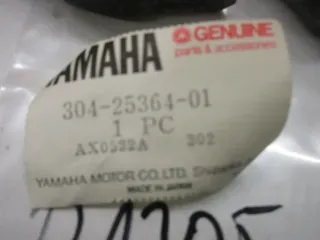 YAMAHA
GENUINE
parts & accessories
304-25364-01
1 PC
AX0532A 302
YAMAHA MOTOR CO., LTD.
MADE IN JAPAN